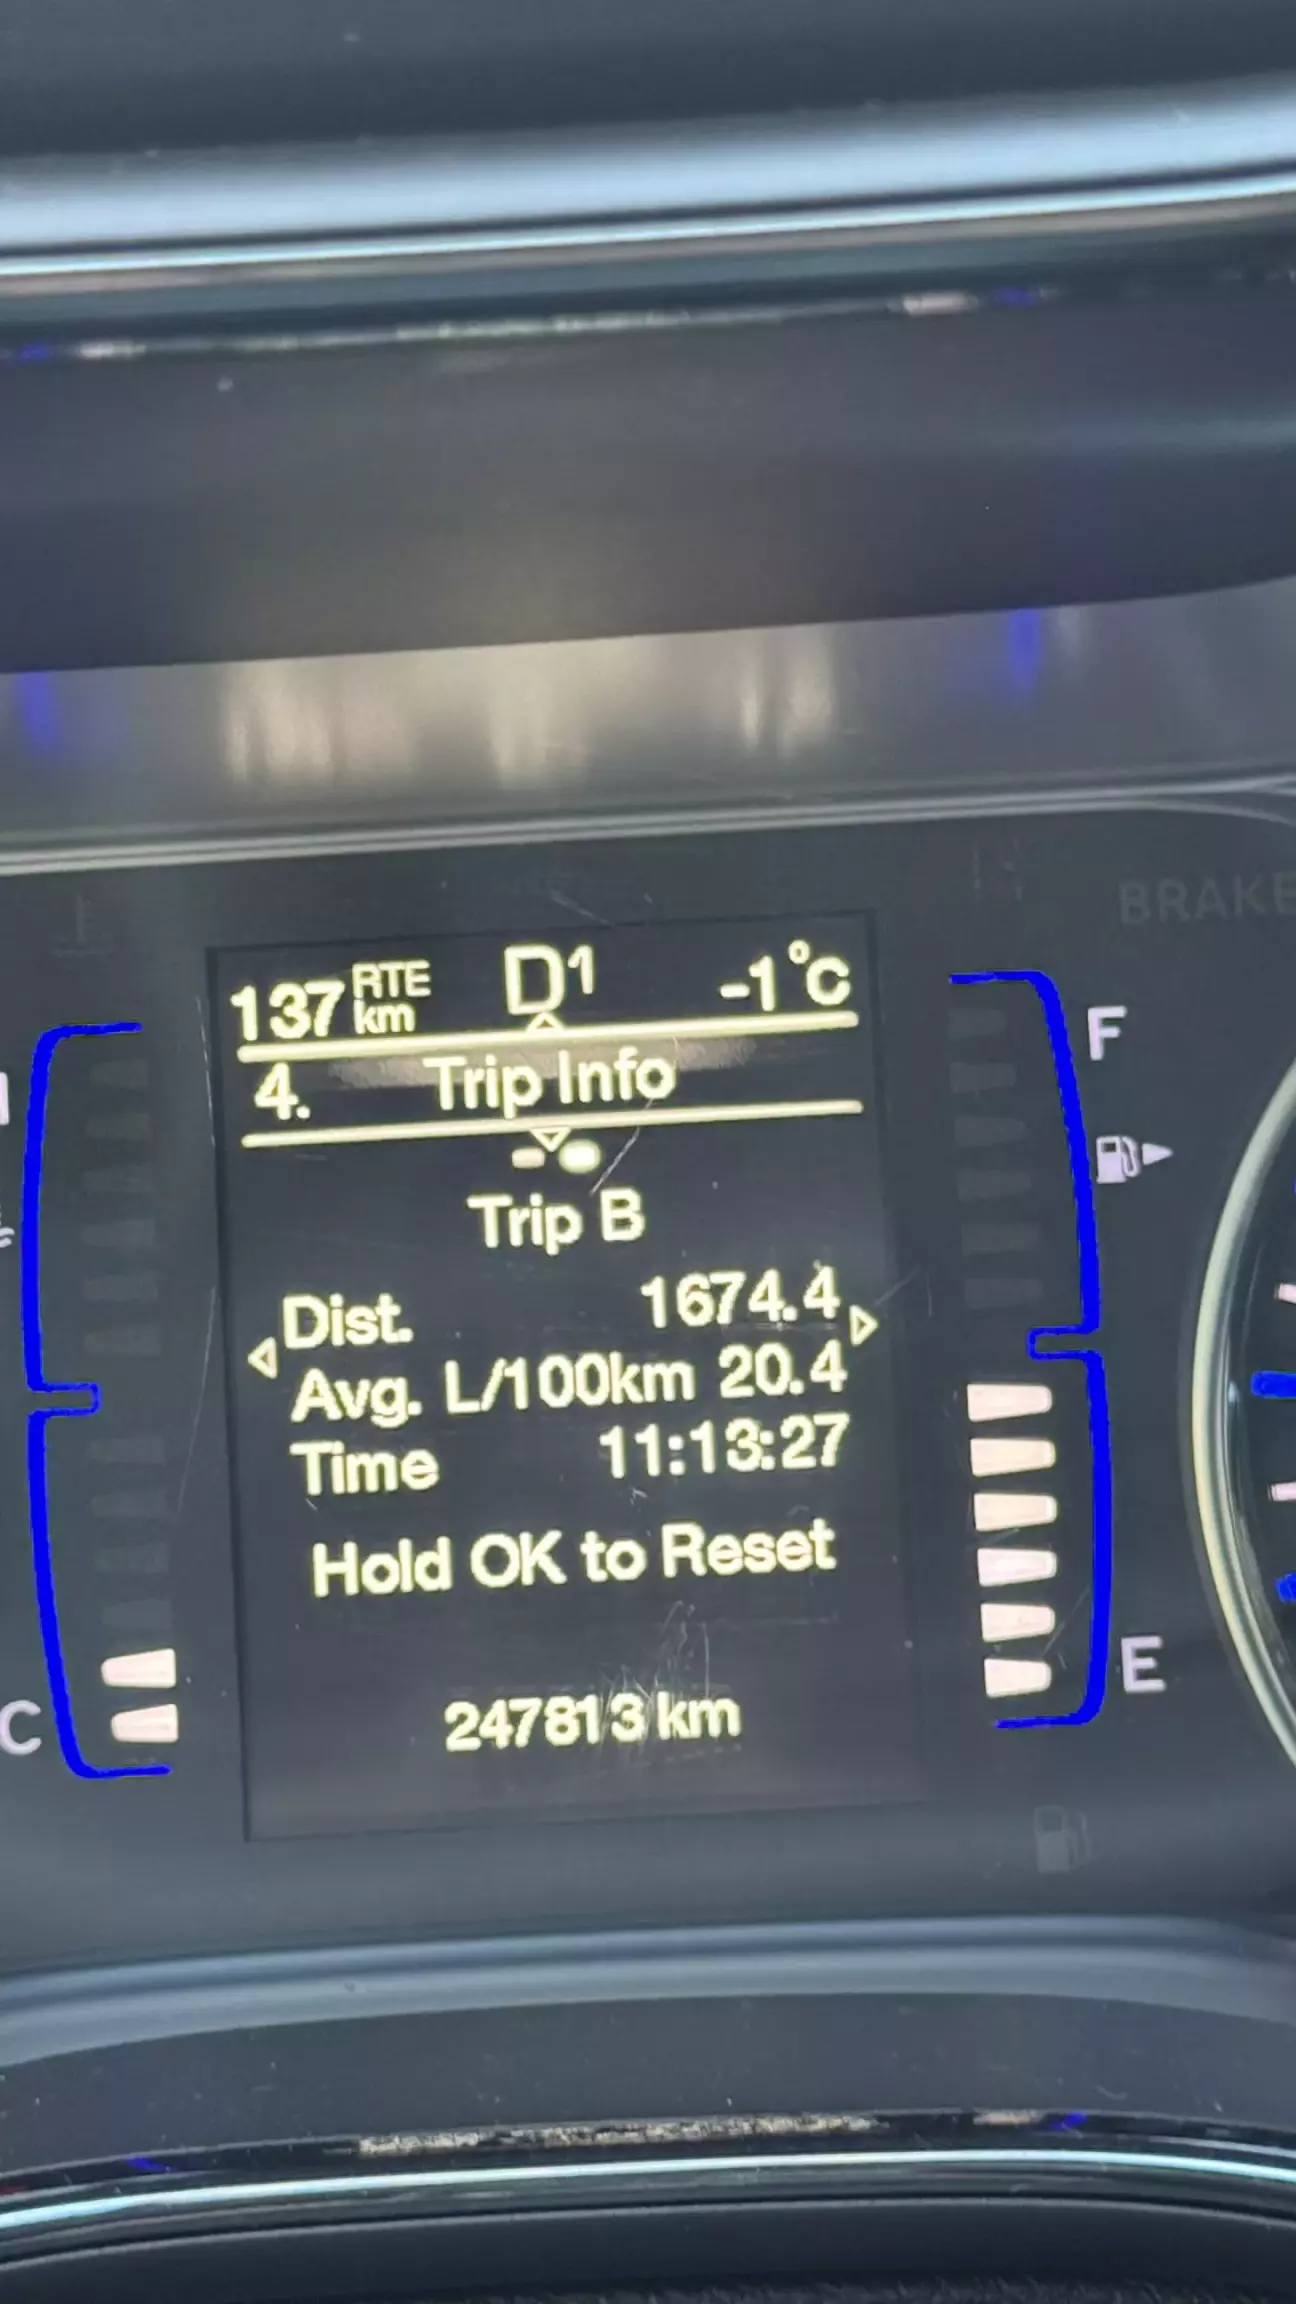 137 RTE km D1 -1°C
4. Trip Info
Trip B
Dist. 1674.4
Avg. L/100km 20.4
Time 11:13:27
Hold OK to Reset
247813 km
C
F
E
BRAKE